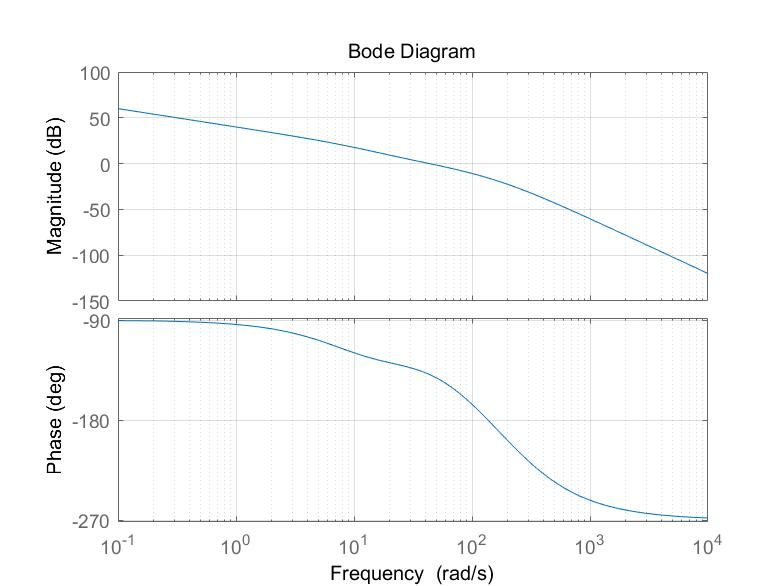 Bode Diagram
Magnitude (dB)
100
50
0
-50
-100
-150
Phase (deg)
-90
-180
-270
10^-1 10^0 10^1 10^2 10^3 10^4
Frequency (rad/s)